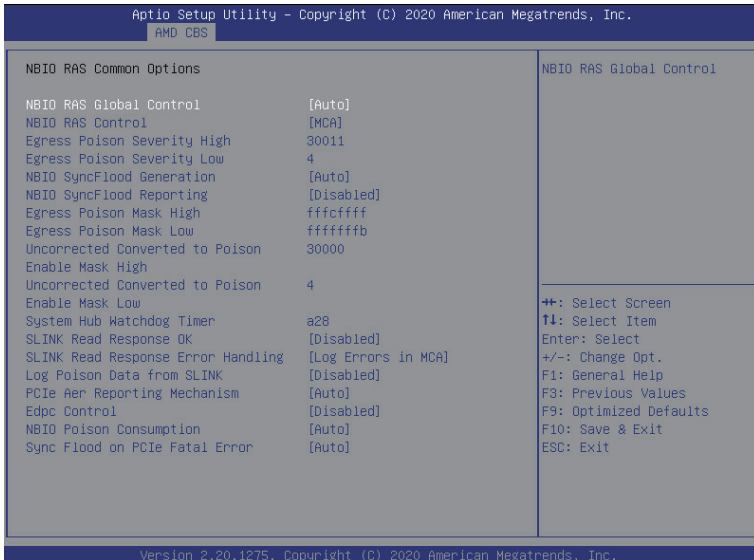 Aptio Setup Utility – Copyright (C) 2020 American Megatrends, Inc.
AMD CBS
NBIO RAS Common Options
NBIO RAS Global Control [Auto]
NBIO RAS Control [MCA]
Egress Poison Severity High 30011
Egress Poison Severity Low 4
NBIO SyncFlood Generation [Auto]
NBIO SyncFlood Reporting [Disabled]
Egress Poison Mask High fffcffff
Egress Poison Mask Low fffffffb
Uncorrected Converted to Poison 30000
Enable Mask High
Uncorrected Converted to Poison 4
Enable Mask Low
System Hub Watchdog Timer a28
SLINK Read Response OK [Disabled]
SLINK Read Response Error Handling [Log Errors in MCA]
Log Poison Data from SLINK [Disabled]
PCIe Aer Reporting Mechanism [Auto]
Edpc Control [Disabled]
NBIO Poison Consumption [Auto]
Sync Flood on PCIe Fatal Error [Auto]
NBIO RAS Global Control
→←: Select Screen
↑↓: Select Item
Enter: Select
+/-: Change Opt.
F1: General Help
F3: Previous Values
F9: Optimized Defaults
F10: Save & Exit
ESC: Exit
Version 2.20.1275. Copyright (C) 2020 American Megatrends, Inc.